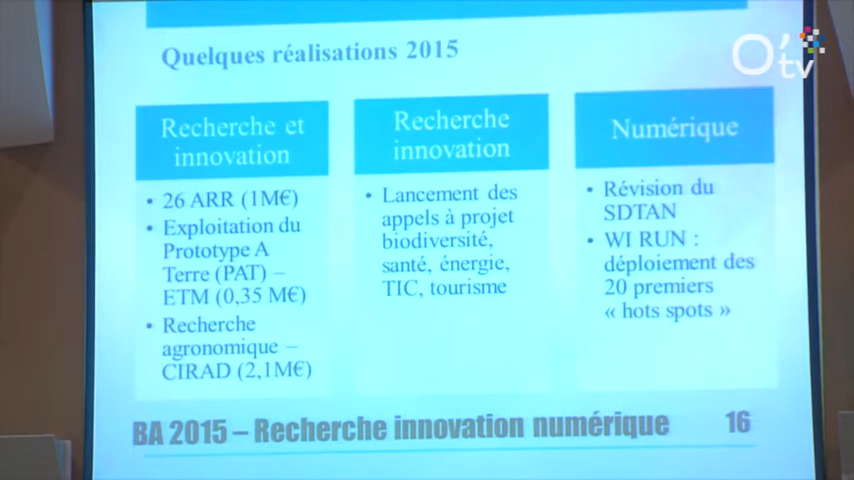 O'tv
Quelques réalisations 2015
Recherche et
innovation
• 26 ARR (1M€)
• Exploitation du
Prototype A
Terre (PAT) –
ETM (0,35 M€)
• Recherche
agronomique –
CIRAD (2,1M€)
Recherche
innovation
• Lancement des
appels à projet
biodiversité,
santé, énergie,
TIC, tourisme
Numérique
• Révision du
SDTAN
• WI RUN :
déploiement des
20 premiers
« hots spots »
BA 2015 – Recherche innovation numérique 16